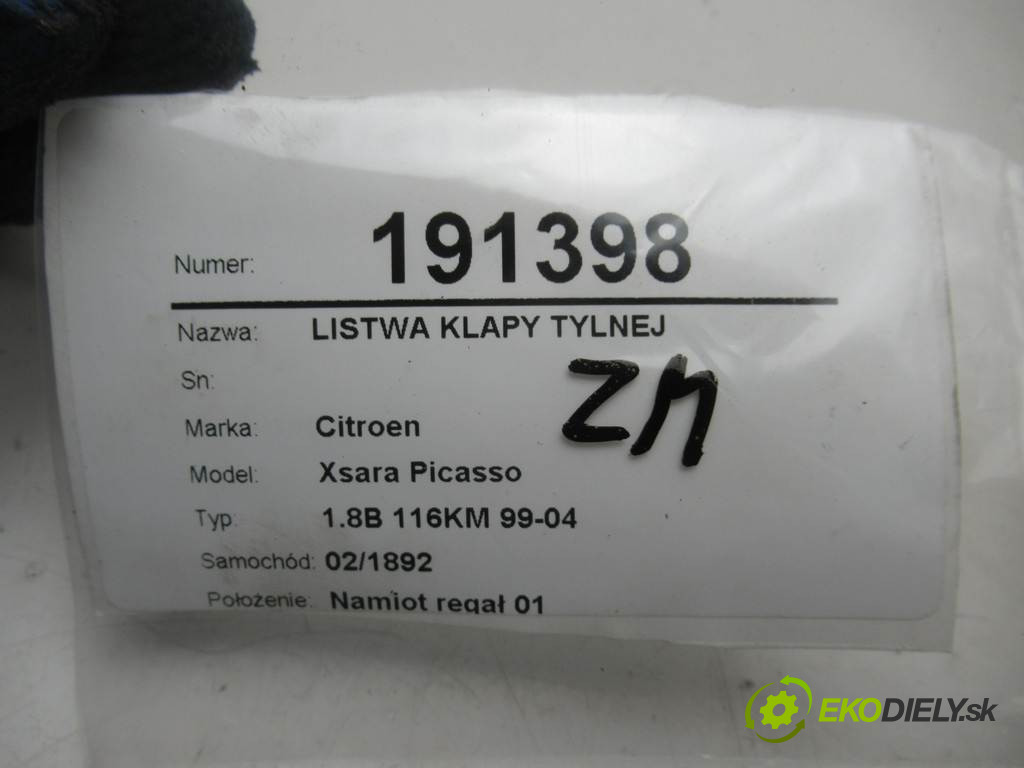 Numer: 191398
Nazwa: LISTWA KLAPY TYLNEJ
Sn:
ZM
Marka: Citroen
Model: Xsara Picasso
Typ: 1.8B 116KM 99-04
Samochód: 02/1892
Położenie: Namiot regał 01
EKODIELY.sk